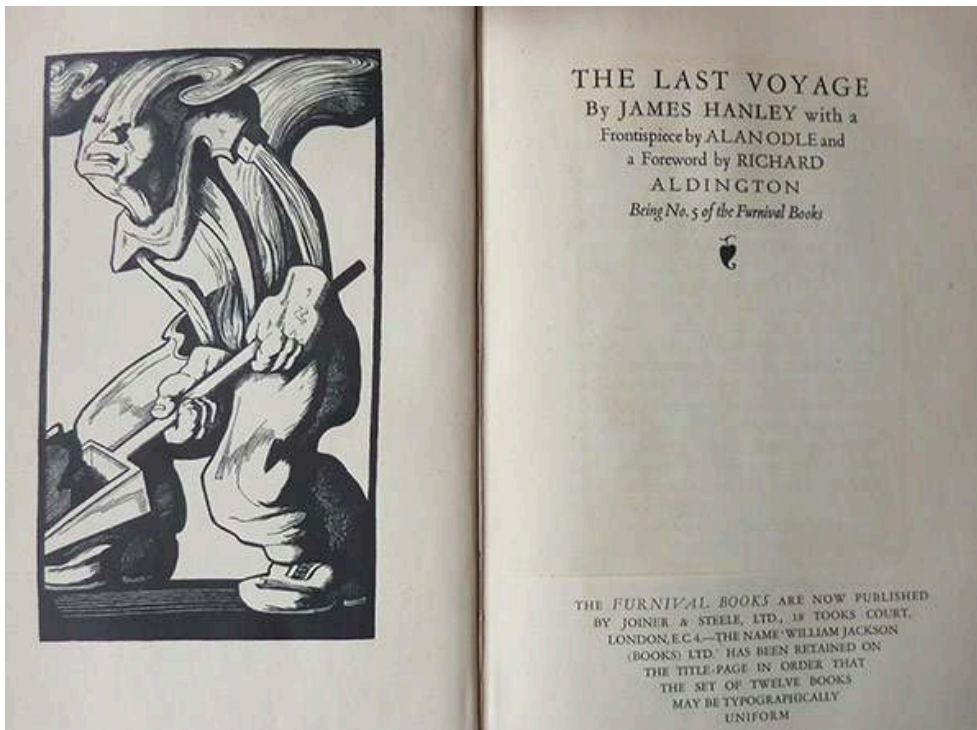 THE LAST VOYAGE
By JAMES HANLEY with a
Frontispiece by ALAN ODLE and
a Foreword by RICHARD
ALDINGTON
Being No. 5 of the Furnival Books
THE FURNIVAL BOOKS ARE NOW PUBLISHED
BY JOINER & STEELE, LTD., 18 TOOKS COURT,
LONDON, E.C.4.—THE NAME 'WILLIAM JACKSON
(BOOKS) LTD.' HAS BEEN RETAINED ON
THE TITLE-PAGE IN ORDER THAT
THE SET OF TWELVE BOOKS
MAY BE TYPOGRAPHICALLY
UNIFORM